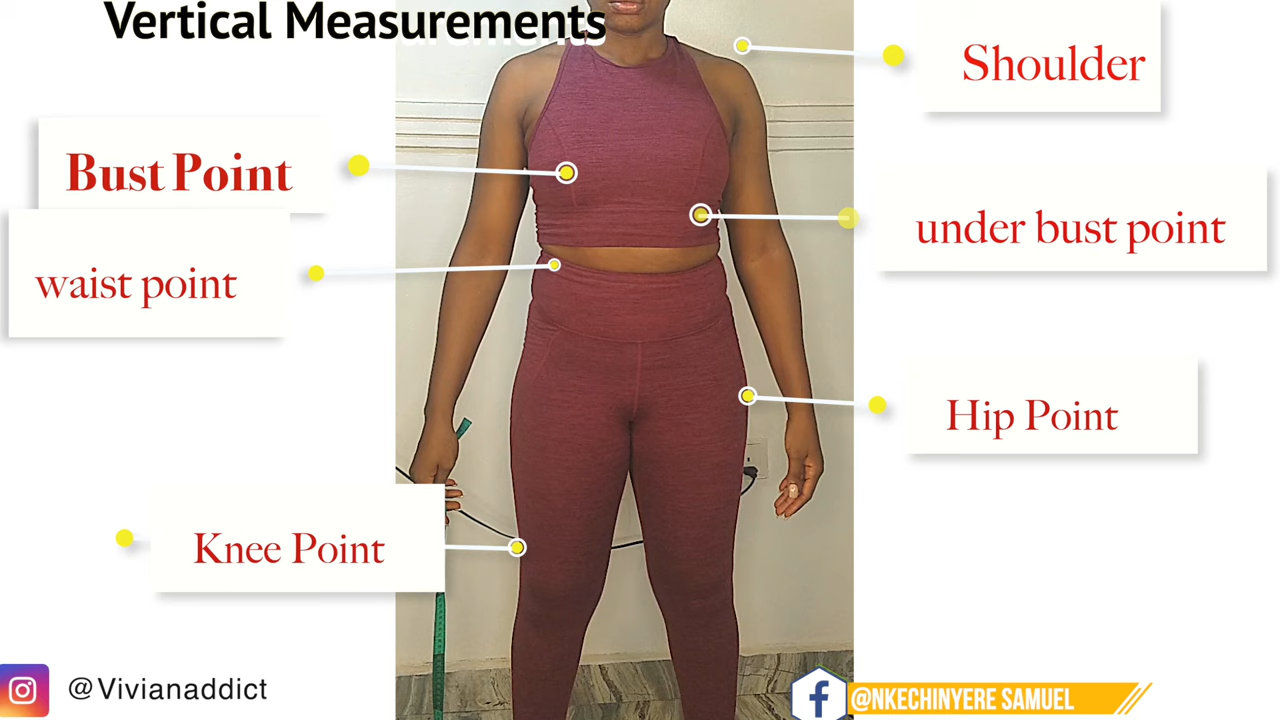 Vertical Measurements
Shoulder
Bust Point
under bust point
waist point
Hip Point
Knee Point
@Vivianaddict
@NKECHINYERE SAMUEL